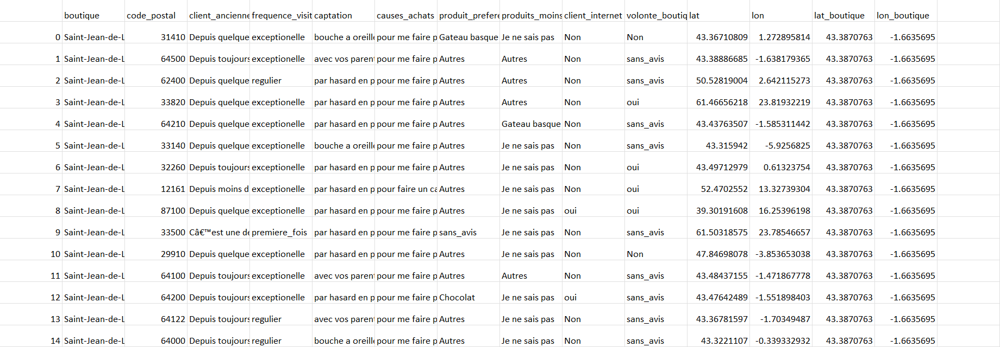 boutique code_postal client_ancienne frequence_visit captation causes_achats produit_prefere produits_moins client_internet volonte_boutiq lat lon lat_boutique lon_boutique
0 Saint-Jean-de-L 31410 Depuis quelque exceptionelle bouche a oreille pour me faire p Gateau basque Je ne sais pas Non Non 43.36710809 1.272895814 43.3870763 -1.6635695
1 Saint-Jean-de-L 64500 Depuis toujours exceptionelle avec vos parent pour me faire p Autres Autres Non sans_avis 43.38886685 -1.638179365 43.3870763 -1.6635695
2 Saint-Jean-de-L 62400 Depuis quelque regulier par hasard en p pour me faire p Autres Autres Non sans_avis 50.52819004 2.642115273 43.3870763 -1.6635695
3 Saint-Jean-de-L 33820 Depuis quelque exceptionelle par hasard en p pour me faire p Autres Autres Non oui 61.46656218 23.81932219 43.3870763 -1.6635695
4 Saint-Jean-de-L 64210 Depuis quelque exceptionelle par hasard en p pour me faire p Autres Gateau basque Non sans_avis 43.43763507 -1.585311442 43.3870763 -1.6635695
5 Saint-Jean-de-L 33140 Depuis quelque exceptionelle bouche a oreille pour me faire p Autres Je ne sais pas Non sans_avis 43.315942 -5.9256825 43.3870763 -1.6635695
6 Saint-Jean-de-L 32260 Depuis toujours exceptionelle par hasard en p pour me faire p Autres Je ne sais pas Non oui 43.49712979 0.61323754 43.3870763 -1.6635695
7 Saint-Jean-de-L 12161 Depuis moins d exceptionelle par hasard en p pour faire un ca Autres Je ne sais pas Non oui 52.4702552 13.32739304 43.3870763 -1.6635695
8 Saint-Jean-de-L 87100 Depuis quelque exceptionelle par hasard en p pour me faire p Autres Je ne sais pas oui oui 39.30191608 16.25396198 43.3870763 -1.6635695
9 Saint-Jean-de-L 33500 Câ€™est une de premiere_fois par hasard en p pour me faire p sans_avis Je ne sais pas Non sans_avis 61.50318575 23.78546657 43.3870763 -1.6635695
10 Saint-Jean-de-L 29910 Depuis quelque exceptionelle par hasard en p pour me faire p Autres Je ne sais pas Non Non 47.84698078 -3.853653038 43.3870763 -1.6635695
11 Saint-Jean-de-L 64100 Depuis toujours exceptionelle avec vos parent pour me faire p Autres Autres Non sans_avis 43.48437155 -1.471867778 43.3870763 -1.6635695
12 Saint-Jean-de-L 64200 Depuis toujours exceptionelle par hasard en p pour me faire p Chocolat Je ne sais pas oui sans_avis 43.47642489 -1.551898403 43.3870763 -1.6635695
13 Saint-Jean-de-L 64122 Depuis toujours regulier avec vos parent pour me faire p Autres Je ne sais pas Non sans_avis 43.36781597 -1.70349487 43.3870763 -1.6635695
14 Saint-Jean-de-L 64000 Depuis toujours regulier bouche a oreille pour me faire p Autres Je ne sais pas Non sans_avis 43.3221107 -0.339332932 43.3870763 -1.6635695